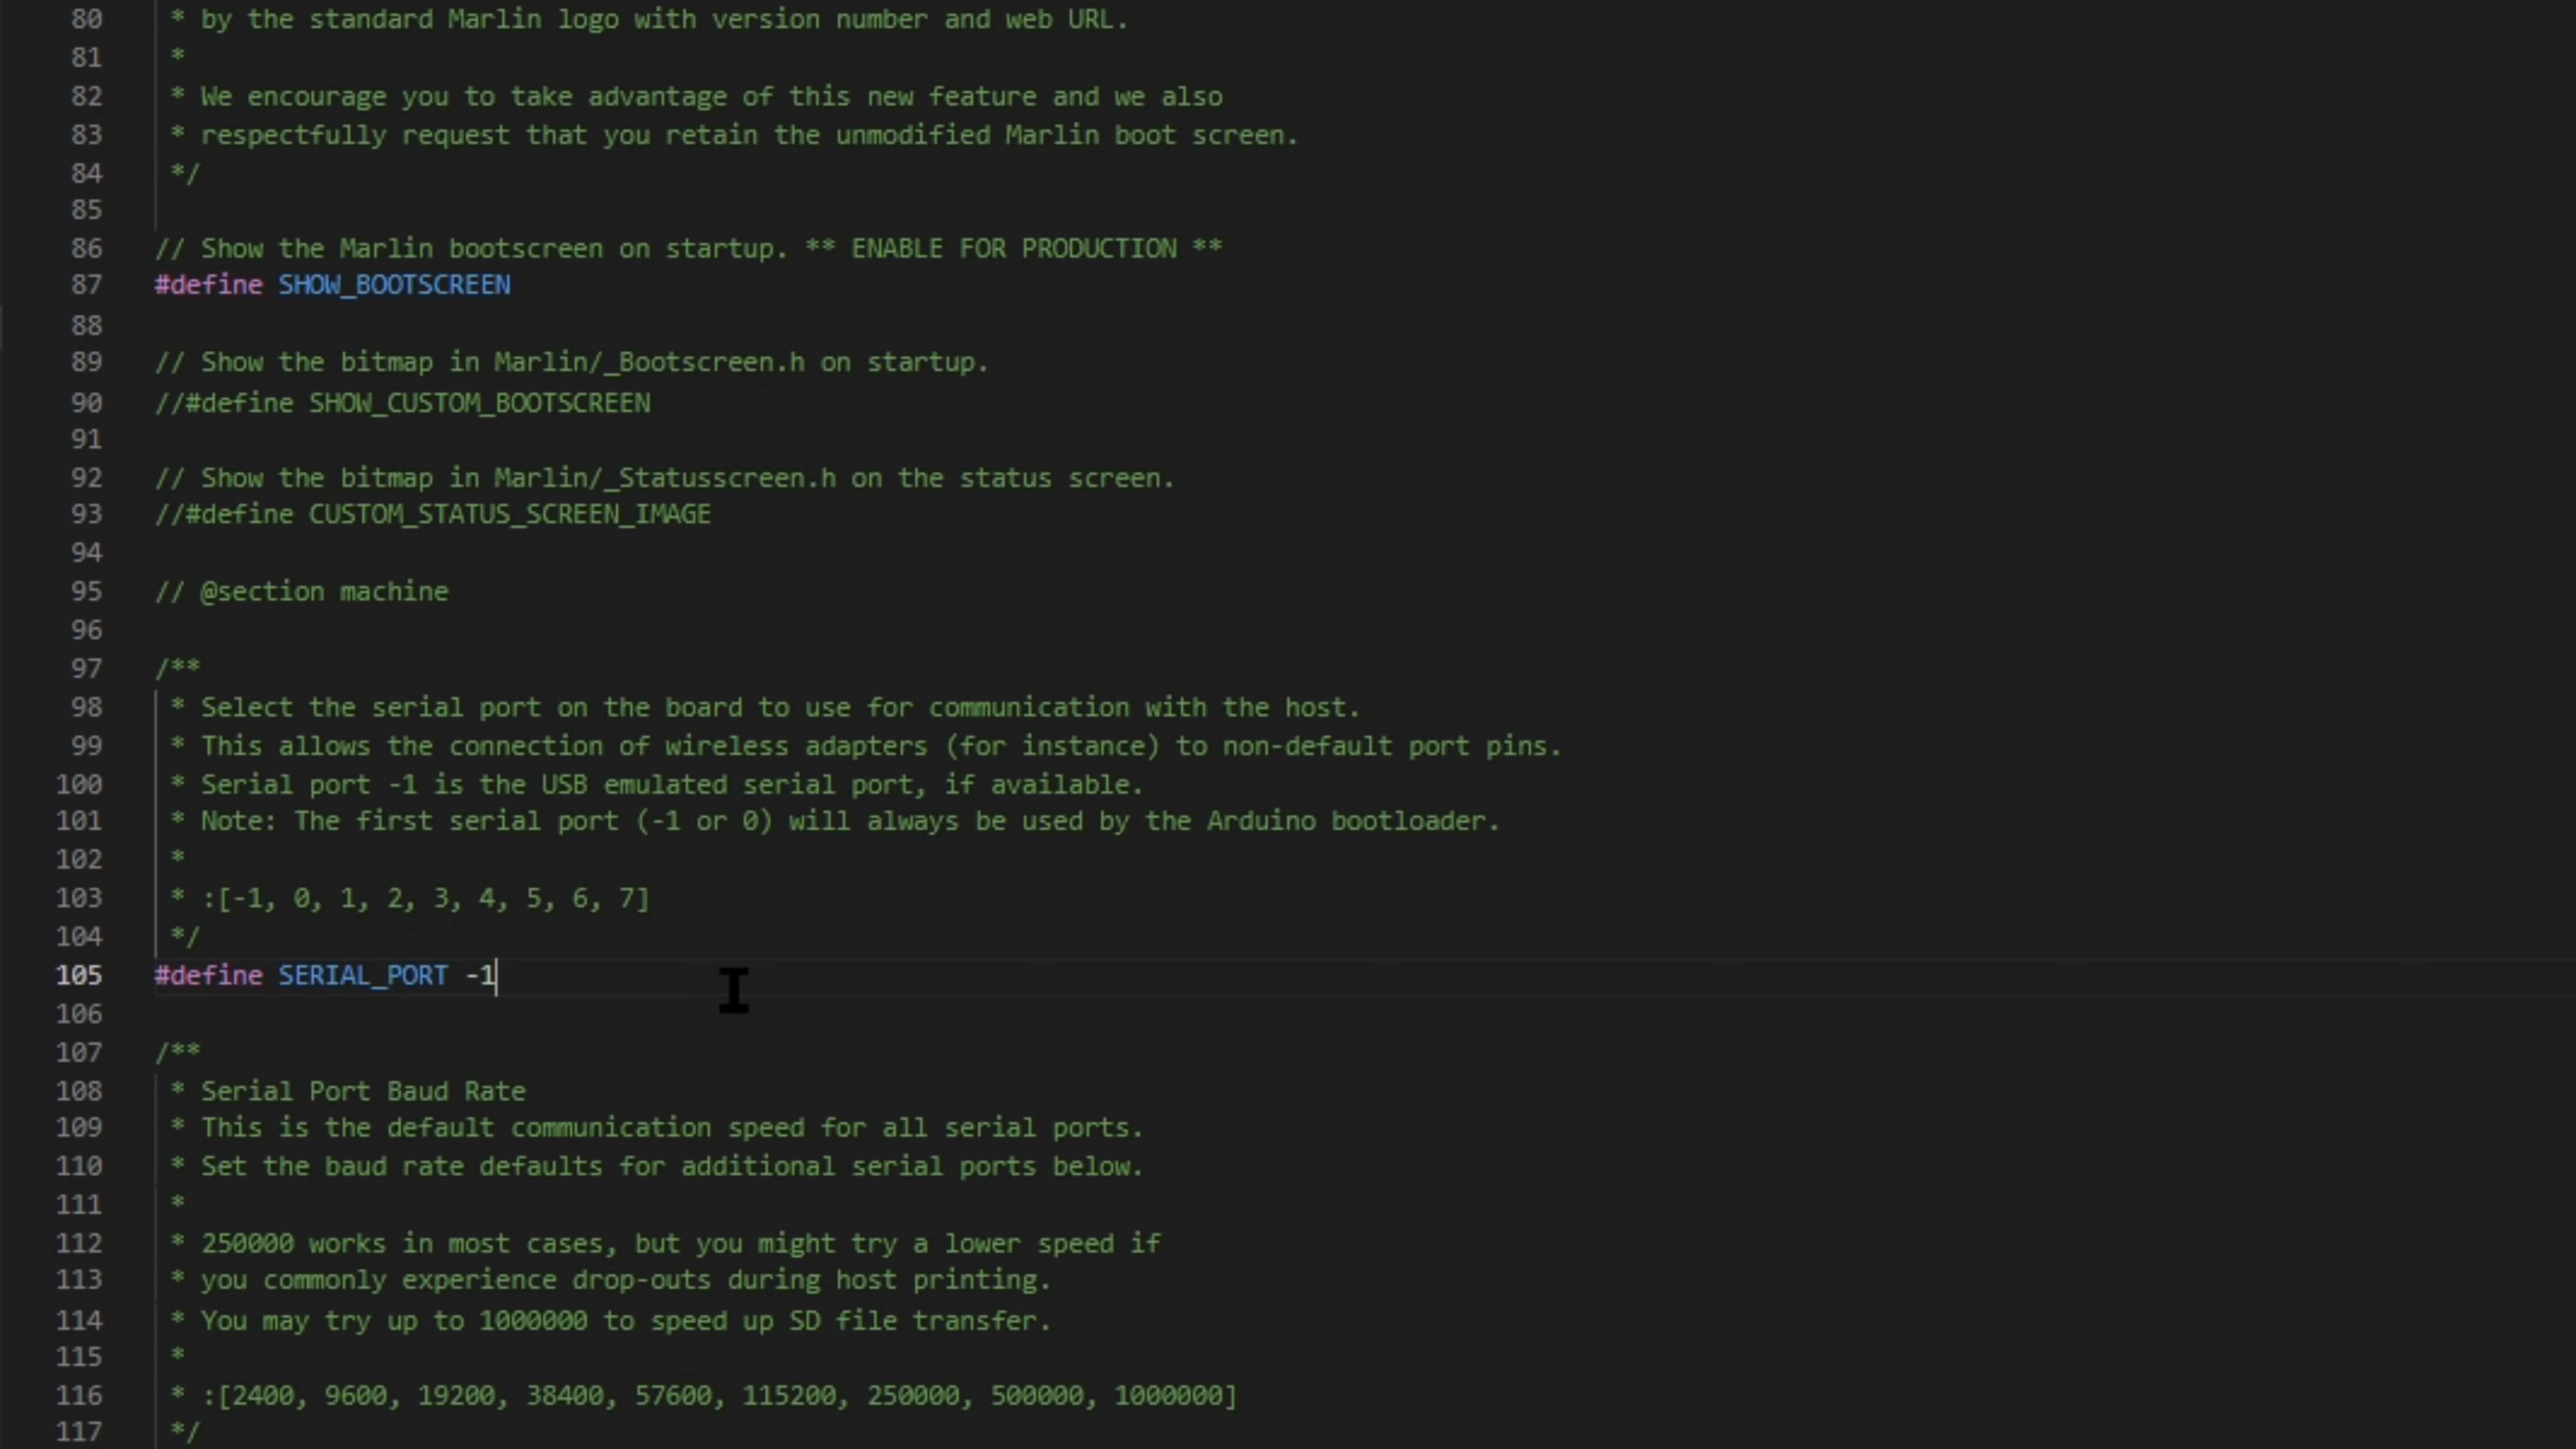 80 * by the standard Marlin logo with version number and web URL.
81 *
82 * We encourage you to take advantage of this new feature and we also
83 * respectfully request that you retain the unmodified Marlin boot screen.
84 */
85
86 // Show the Marlin bootscreen on startup. ** ENABLE FOR PRODUCTION **
87 #define SHOW_BOOTSCREEN
88
89 // Show the bitmap in Marlin/_Bootscreen.h on startup.
90 //#define SHOW_CUSTOM_BOOTSCREEN
91
92 // Show the bitmap in Marlin/_Statusscreen.h on the status screen.
93 //#define CUSTOM_STATUS_SCREEN_IMAGE
94
95 // @section machine
96
97 /**
98 * Select the serial port on the board to use for communication with the host.
99 * This allows the connection of wireless adapters (for instance) to non-default port pins.
100 * Serial port -1 is the USB emulated serial port, if available.
101 * Note: The first serial port (-1 or 0) will always be used by the Arduino bootloader.
102 *
103 * :[-1, 0, 1, 2, 3, 4, 5, 6, 7]
104 */
105 #define SERIAL_PORT -1
106
107 /**
108 * Serial Port Baud Rate
109 * This is the default communication speed for all serial ports.
110 * Set the baud rate defaults for additional serial ports below.
111 *
112 * 250000 works in most cases, but you might try a lower speed if
113 * you commonly experience drop-outs during host printing.
114 * You may try up to 1000000 to speed up SD file transfer.
115 *
116 * :[2400, 9600, 19200, 38400, 57600, 115200, 250000, 500000, 1000000]
117 */